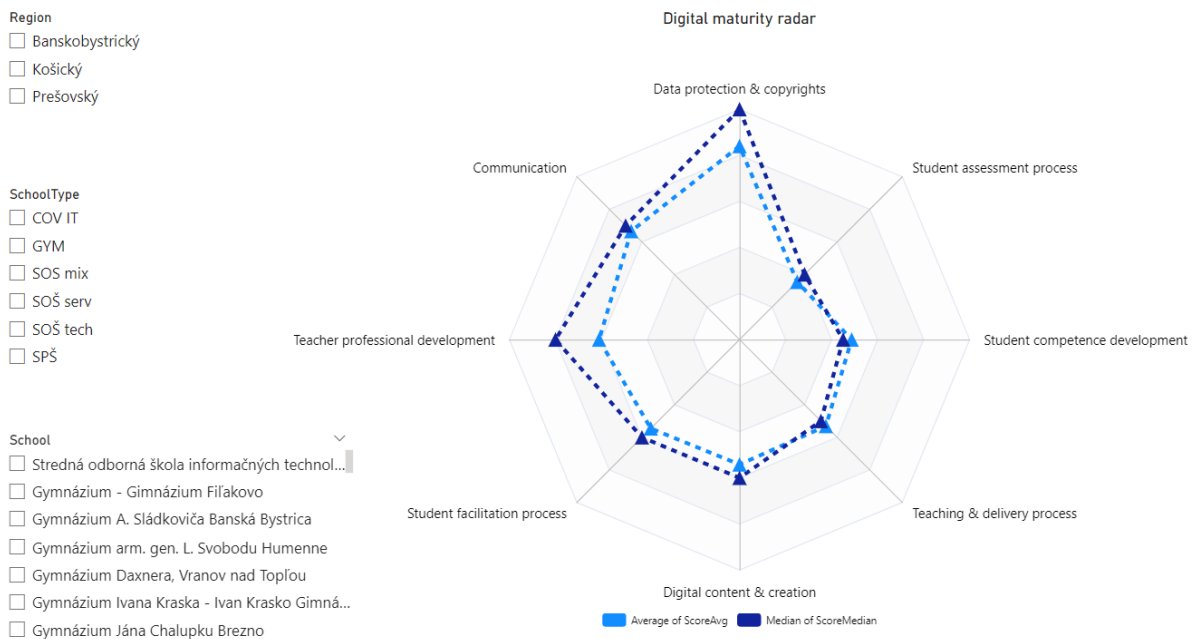 Region
Banskobystrický
Košický
Prešovský
SchoolType
COV IT
GYM
SOS mix
SOŠ serv
SOŠ tech
SPŠ
School
Stredná odborná škola informačných technol...
Gymnázium - Gimnázium Fiľakovo
Gymnázium A. Sládkoviča Banská Bystrica
Gymnázium arm. gen. L. Svobodu Humenne
Gymnázium Daxnera, Vranov nad Topľou
Gymnázium Ivana Kraska - Ivan Krasko Gimná...
Gymnázium Jána Chalupku Brezno
Digital maturity radar
Data protection & copyrights
Communication
Student assessment process
Teacher professional development
Student competence development
Student facilitation process
Teaching & delivery process
Digital content & creation
Average of ScoreAvg
Median of ScoreMedian